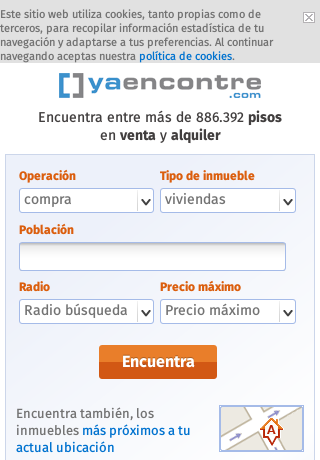 Este sitio web utiliza cookies, tanto propias como de
terceros, para recopilar información estadística de tu
navegación y adaptarse a tus preferencias. Al continuar
navegando aceptas nuestra política de cookies.
yaencontre
.com
Encuentra entre más de 886.392 pisos
en venta y alquiler
Operación Tipo de inmueble
compra viviendas
Población
Radio Precio máximo
Radio búsqueda Precio máximo
Encuentra
Encuentra también, los
inmuebles más próximos a tu
actual ubicación
A